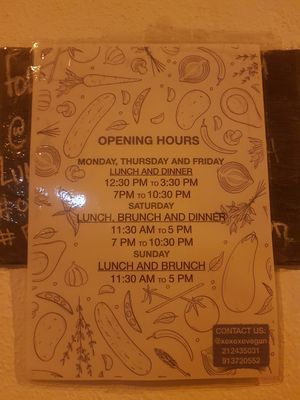 OPENING HOURS
MONDAY, THURSDAY AND FRIDAY
LUNCH AND DINNER
12:30 PM TO 3:30 PM
7PM TO 10:30 PM
SATURDAY
LUNCH, BRUNCH AND DINNER
11:30 AM TO 5 PM
7 PM TO 10:30 PM
SUNDAY
LUNCH AND BRUNCH
11:30 AM TO 5 PM
CONTACT US:
@xexexevegan
212435031
913720552